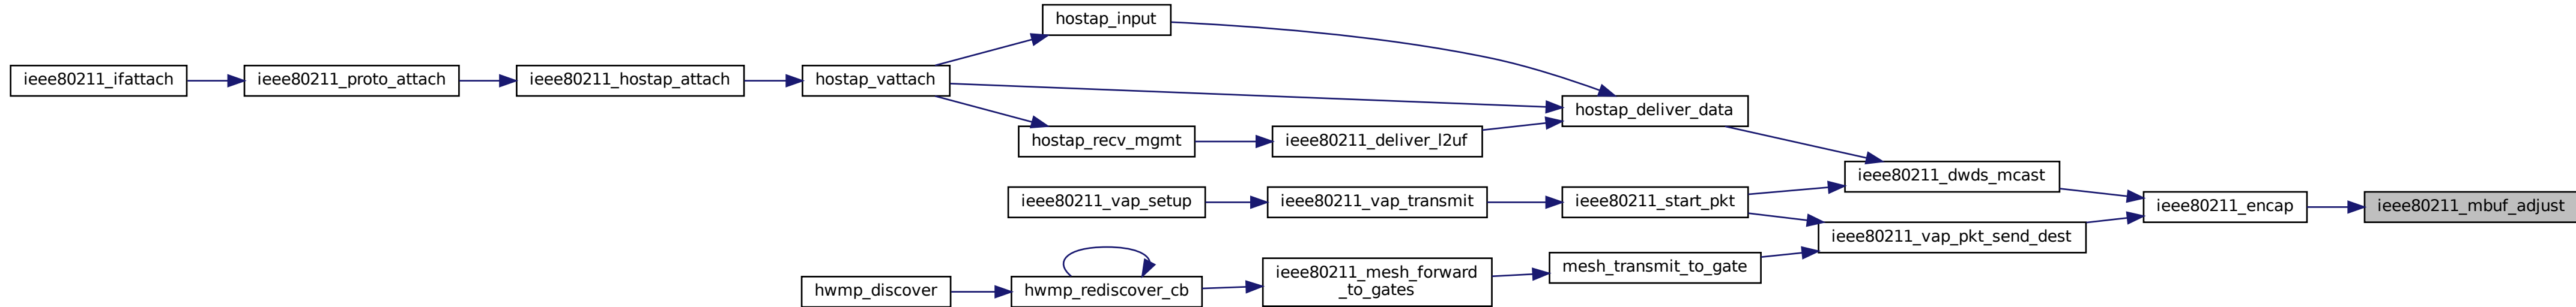 hostap_input
ieee80211_ifattach
ieee80211_proto_attach
ieee80211_hostap_attach
hostap_vattach
hostap_deliver_data
hostap_recv_mgmt
ieee80211_deliver_l2uf
ieee80211_dwds_mcast
ieee80211_vap_setup
ieee80211_vap_transmit
ieee80211_start_pkt
ieee80211_encap
ieee80211_mbuf_adjust
ieee80211_vap_pkt_send_dest
mesh_transmit_to_gate
ieee80211_mesh_forward
_to_gates
hwmp_discover
hwmp_rediscover_cb